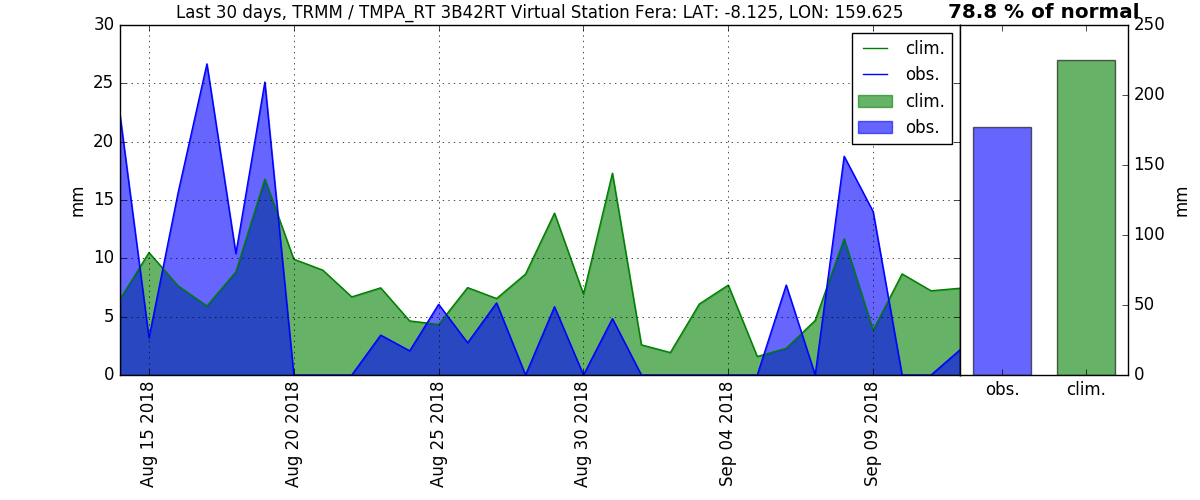 Last 30 days, TRMM / TMPA_RT 3B42RT Virtual Station Fera: LAT: -8.125, LON: 159.625
78.8 % of normal
30
25
20
15
10
5
0
mm
clim.
obs.
clim.
obs.
250
200
150
100
50
0
mm
obs.
clim.
Aug 15 2018
Aug 20 2018
Aug 25 2018
Aug 30 2018
Sep 04 2018
Sep 09 2018